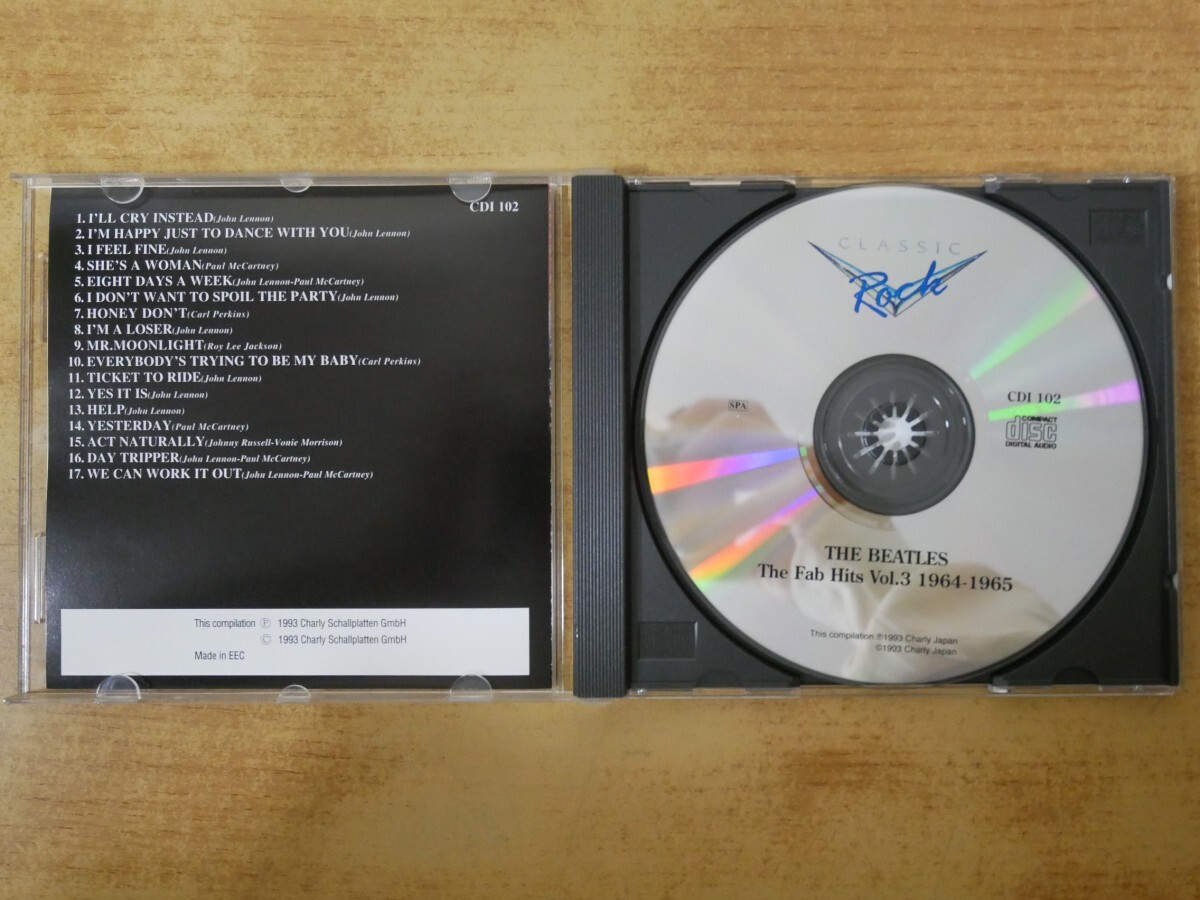 CDI 102
1. I'LL CRY INSTEAD(John Lennon)
2. I'M HAPPY JUST TO DANCE WITH YOU(John Lennon)
3. I FEEL FINE(John Lennon)
4. SHE'S A WOMAN(Paul McCartney)
5. EIGHT DAYS A WEEK(John Lennon-Paul McCartney)
6. I DON'T WANT TO SPOIL THE PARTY(John Lennon)
7. HONEY DON'T(Carl Perkins)
8. I'M A LOSER(John Lennon)
9. MR.MOONLIGHT(Roy Lee Jackson)
10. EVERYBODY'S TRYING TO BE MY BABY(Carl Perkins)
11. TICKET TO RIDE(John Lennon)
12. YES IT IS(John Lennon)
13. HELP(John Lennon)
14. YESTERDAY(Paul McCartney)
15. ACT NATURALLY(Johnny Russell-Vonie Morrison)
16. DAY TRIPPER(John Lennon-Paul McCartney)
17. WE CAN WORK IT OUT(John Lennon-Paul McCartney)
This compilation ℗ 1993 Charly Schallplatten GmbH
© 1993 Charly Schallplatten GmbH
Made in EEC
CLASSIC
Rock
SPA
CDI 102
COMPACT
disc
DIGITAL AUDIO
THE BEATLES
The Fab Hits Vol.3 1964-1965
This compilation ℗1993 Charly Japan
©1993 Charly Japan